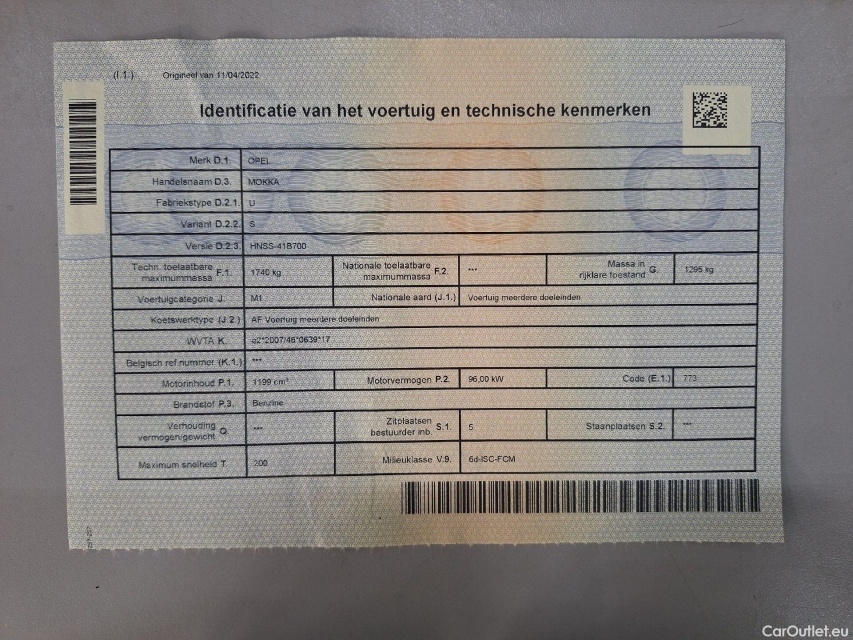 (I.1.) Origineel van 11/04/2022
Identificatie van het voertuig en technische kenmerken
Merk D.1. OPEL
Handelsnaam D.3. MOKKA
Fabriekstype D.2.1. U
Variant D.2.2. S
Versie D.2.3. HNSS-41B700
Techn. toelaatbare maximummassa F.1. 1740 kg Nationale toelaatbare maximummassa F.2. *** Massa in rijklare toestand G. 1295 kg
Voertuigcategorie J. M1 Nationale aard (J.1.) Voertuig meerdere doeleinden
Koetswerktype (J.2.) AF Voertuig meerdere doeleinden
WVTA K. e2*2007/46*0639*17
Belgisch ref.nummer (K.1.) ***
Motorinhoud P.1. 1199 cm³ Motorvermogen P.2. 96,00 kW Code (E.1.) 773
Brandstof P.3. Benzine
Verhouding vermogen/gewicht Q. *** Zitplaatsen bestuurder inb. S.1. 5 Staanplaatsen S.2. ***
Maximum snelheid T. 200 Milieuklasse V.9. 6d-ISC-FCM
CarOutlet.eu